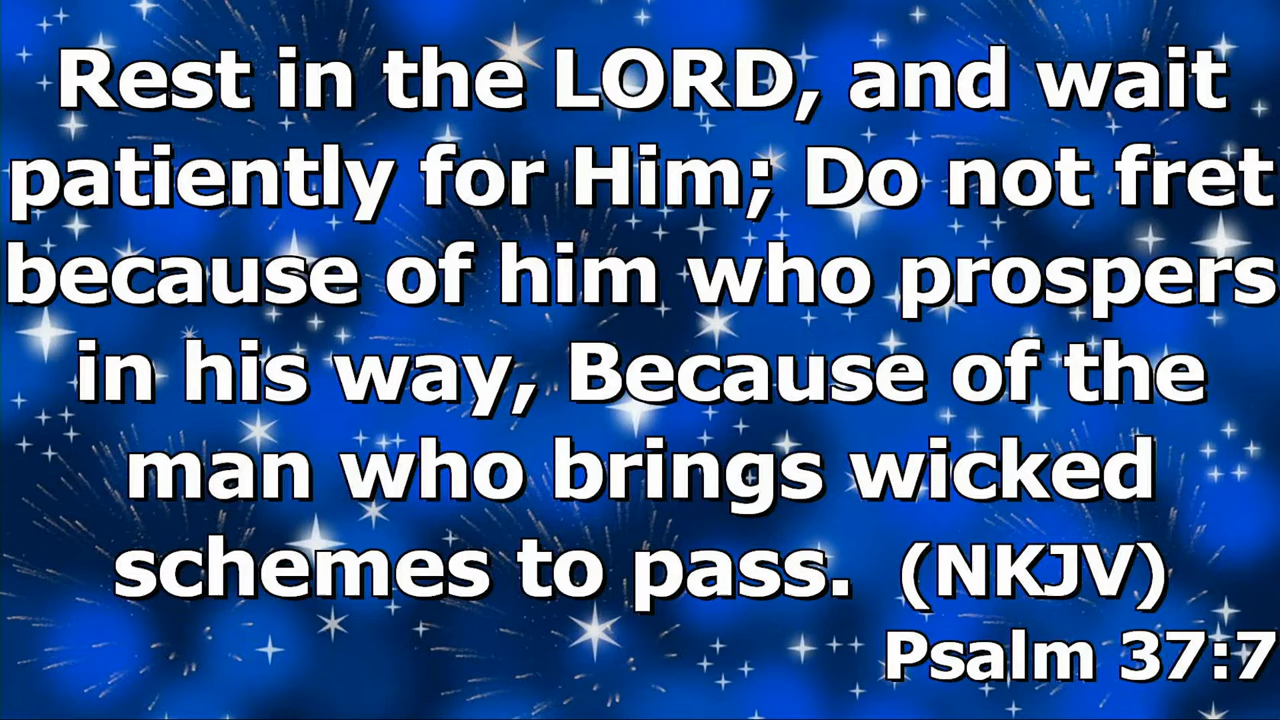 Rest in the LORD, and wait
patiently for Him; Do not fret
because of him who prospers
in his way, Because of the
man who brings wicked
schemes to pass. (NKJV)
Psalm 37:7